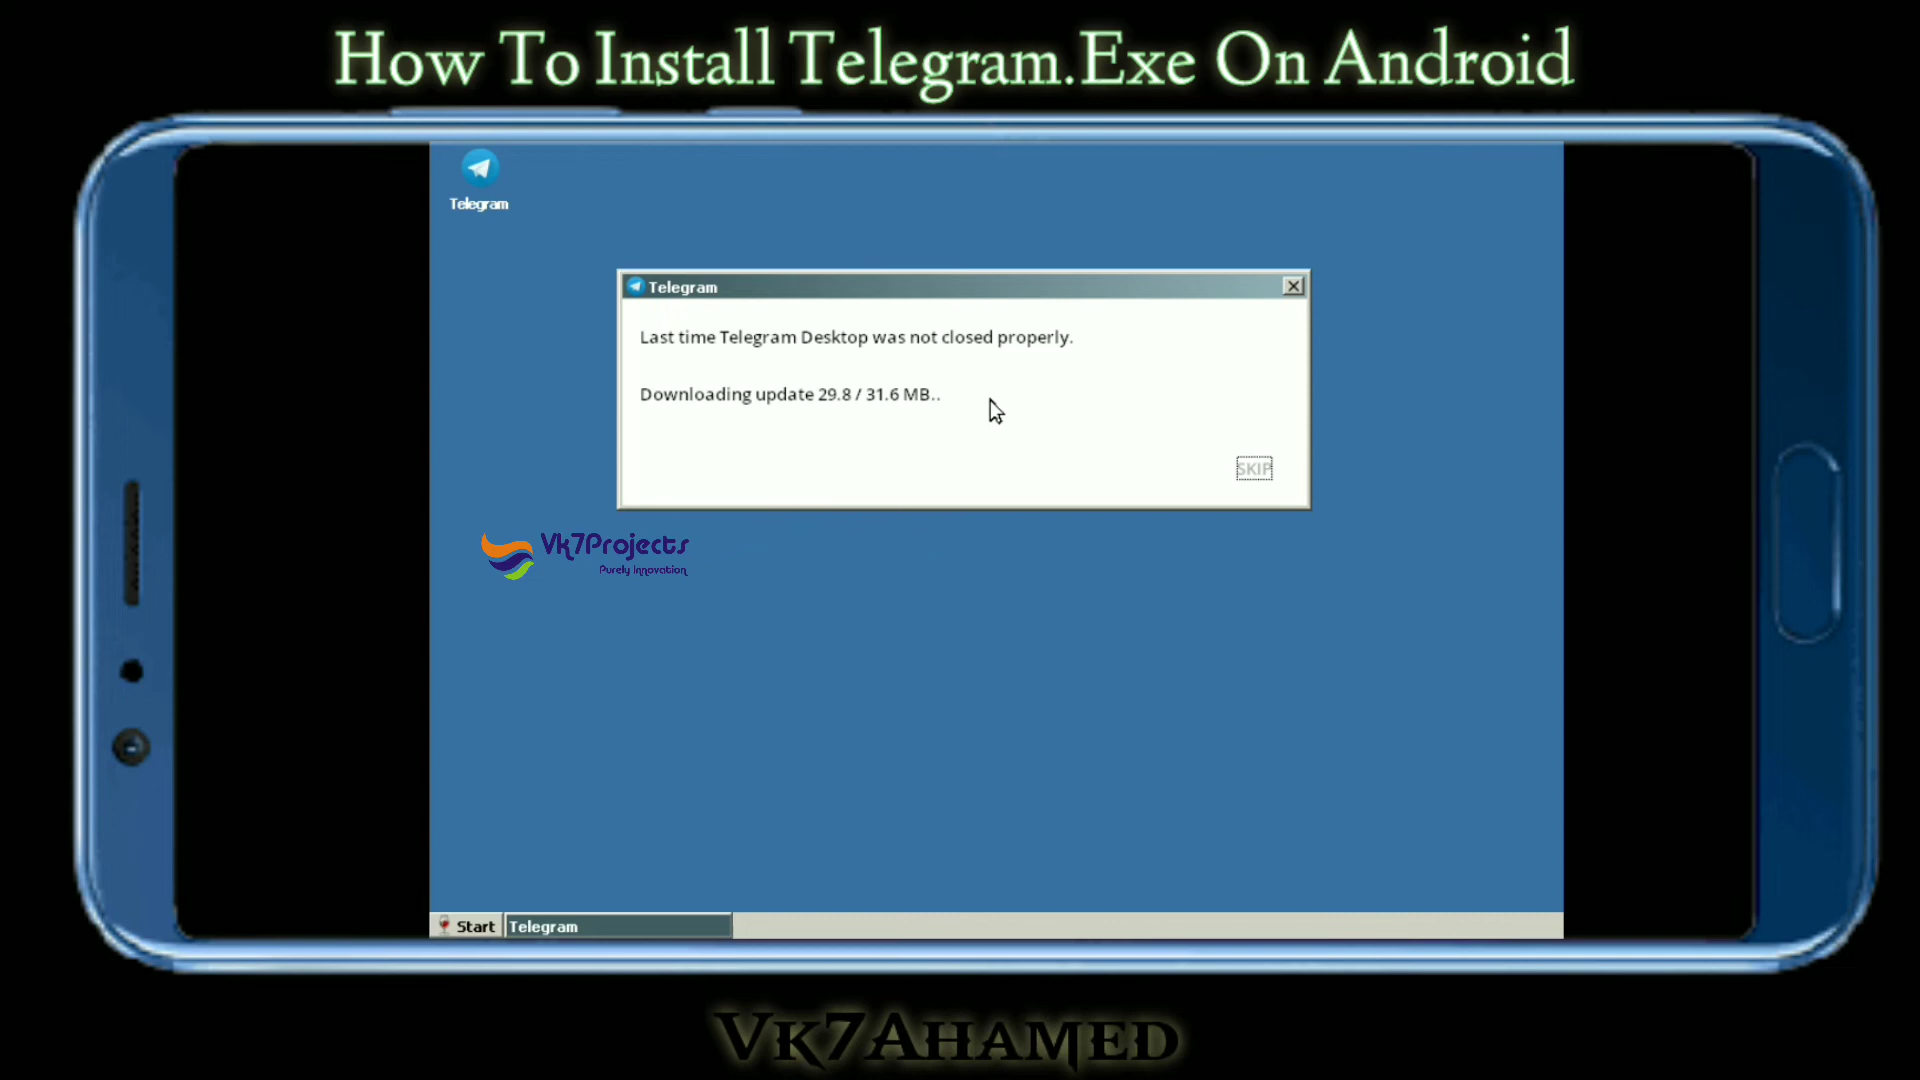 How To Install Telegram.Exe On Android
Telegram
Telegram
Last time Telegram Desktop was not closed properly.
Downloading update 29.8 / 31.6 MB..
SKIP
Vk7Projects
Purely Innovation
Start
Telegram
Vk7Ahamed